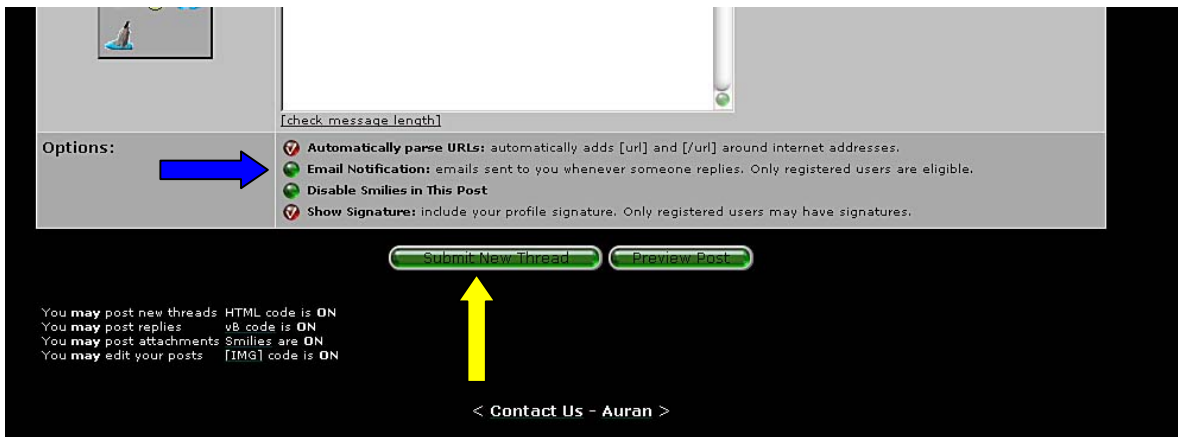 [check message length]
Options:
Automatically parse URLs: automatically adds [url] and [/url] around internet addresses.
Email Notification: emails sent to you whenever someone replies. Only registered users are eligible.
Disable Smilies in This Post
Show Signature: include your profile signature. Only registered users may have signatures.
Submit New Thread Preview Post
You may post new threads HTML code is ON
You may post replies vB code is ON
You may post attachments Smilies are ON
You may edit your posts [IMG] code is ON
< Contact Us - Auran >